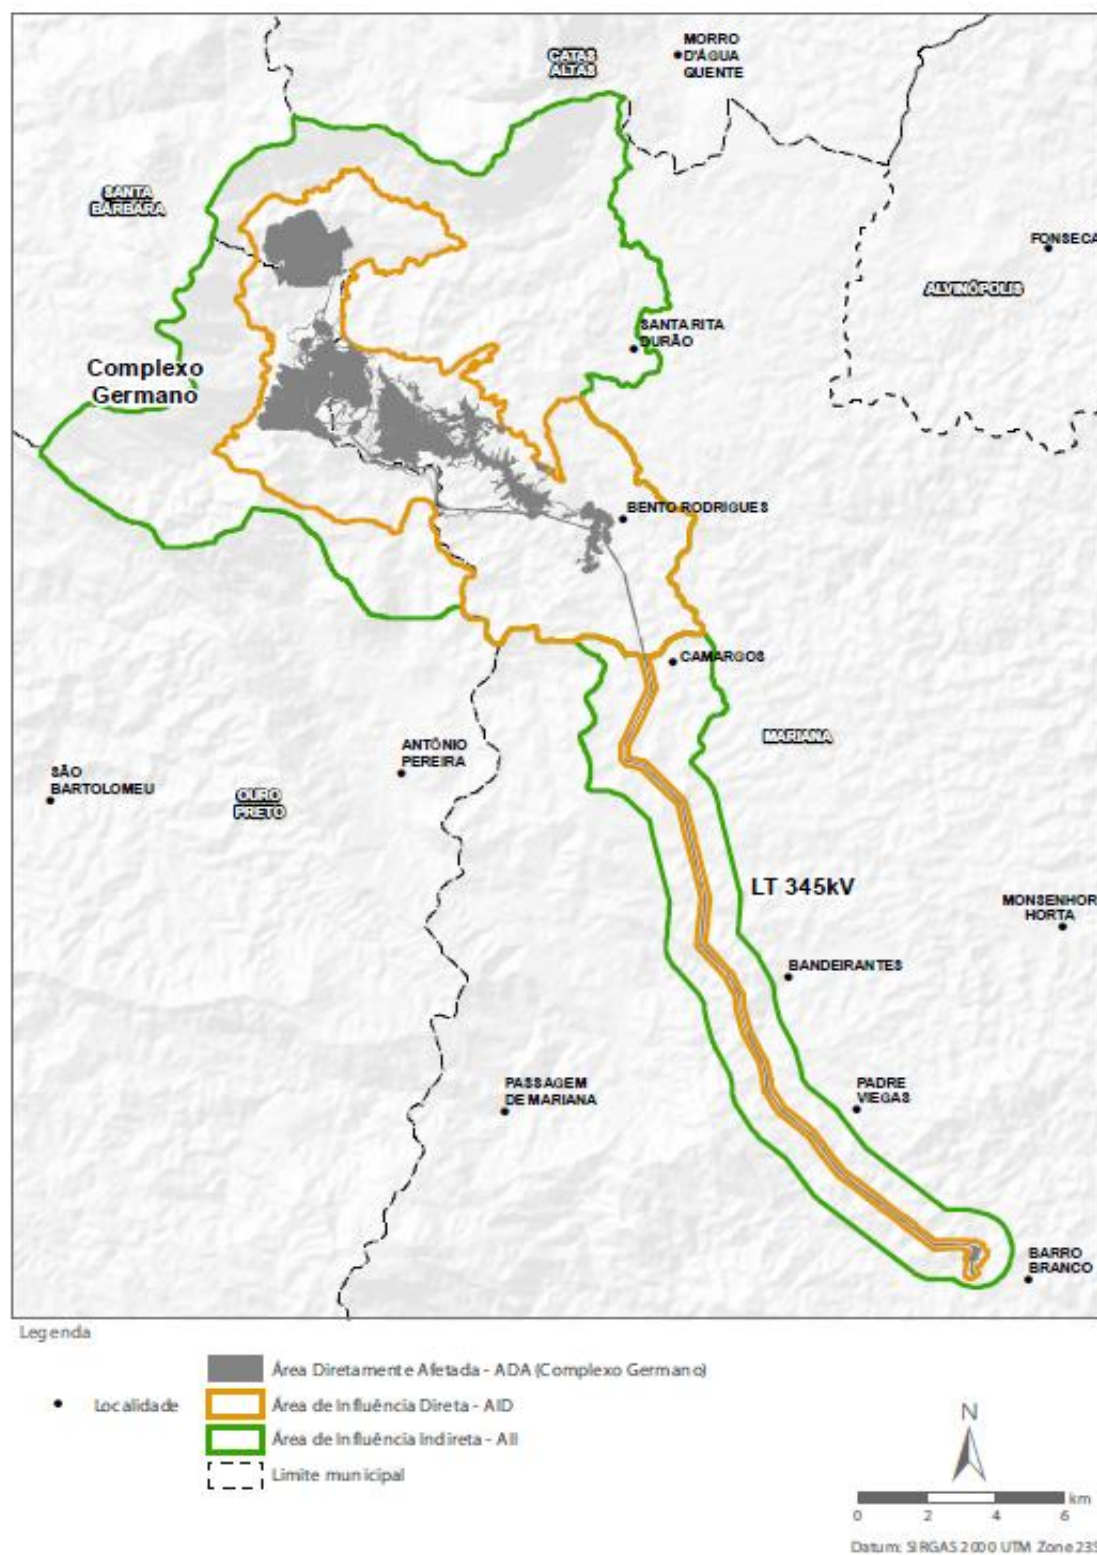 MORRO
D'ÁGUA
QUENTE
CATAS
ALTAS
SANTA
BÁRBARA
FONSECA
ALVINÓPOLIS
SANTA RITA
DURÃO
Complexo
Germano
BENTO RODRIGUES
CAMARGOS
MARIANA
ANTÔNIO
PEREIRA
SÃO
BARTOLOMEU
OURO
PRETO
LT 345kV
MONSENHOR
HORTA
BANDEIRANTES
PASSAGEM
DE MARIANA
PADRE
VIEGAS
BARRO
BRANCO
Legenda
Localidade
Área Diretamente Afetada - ADA (Complexo Germano)
Área de Influência Direta - AID
Área de Influência Indireta - AII
Limite municipal
N
km
0 2 4 6
Datum: SIRGAS 2000 UTM Zone 23S